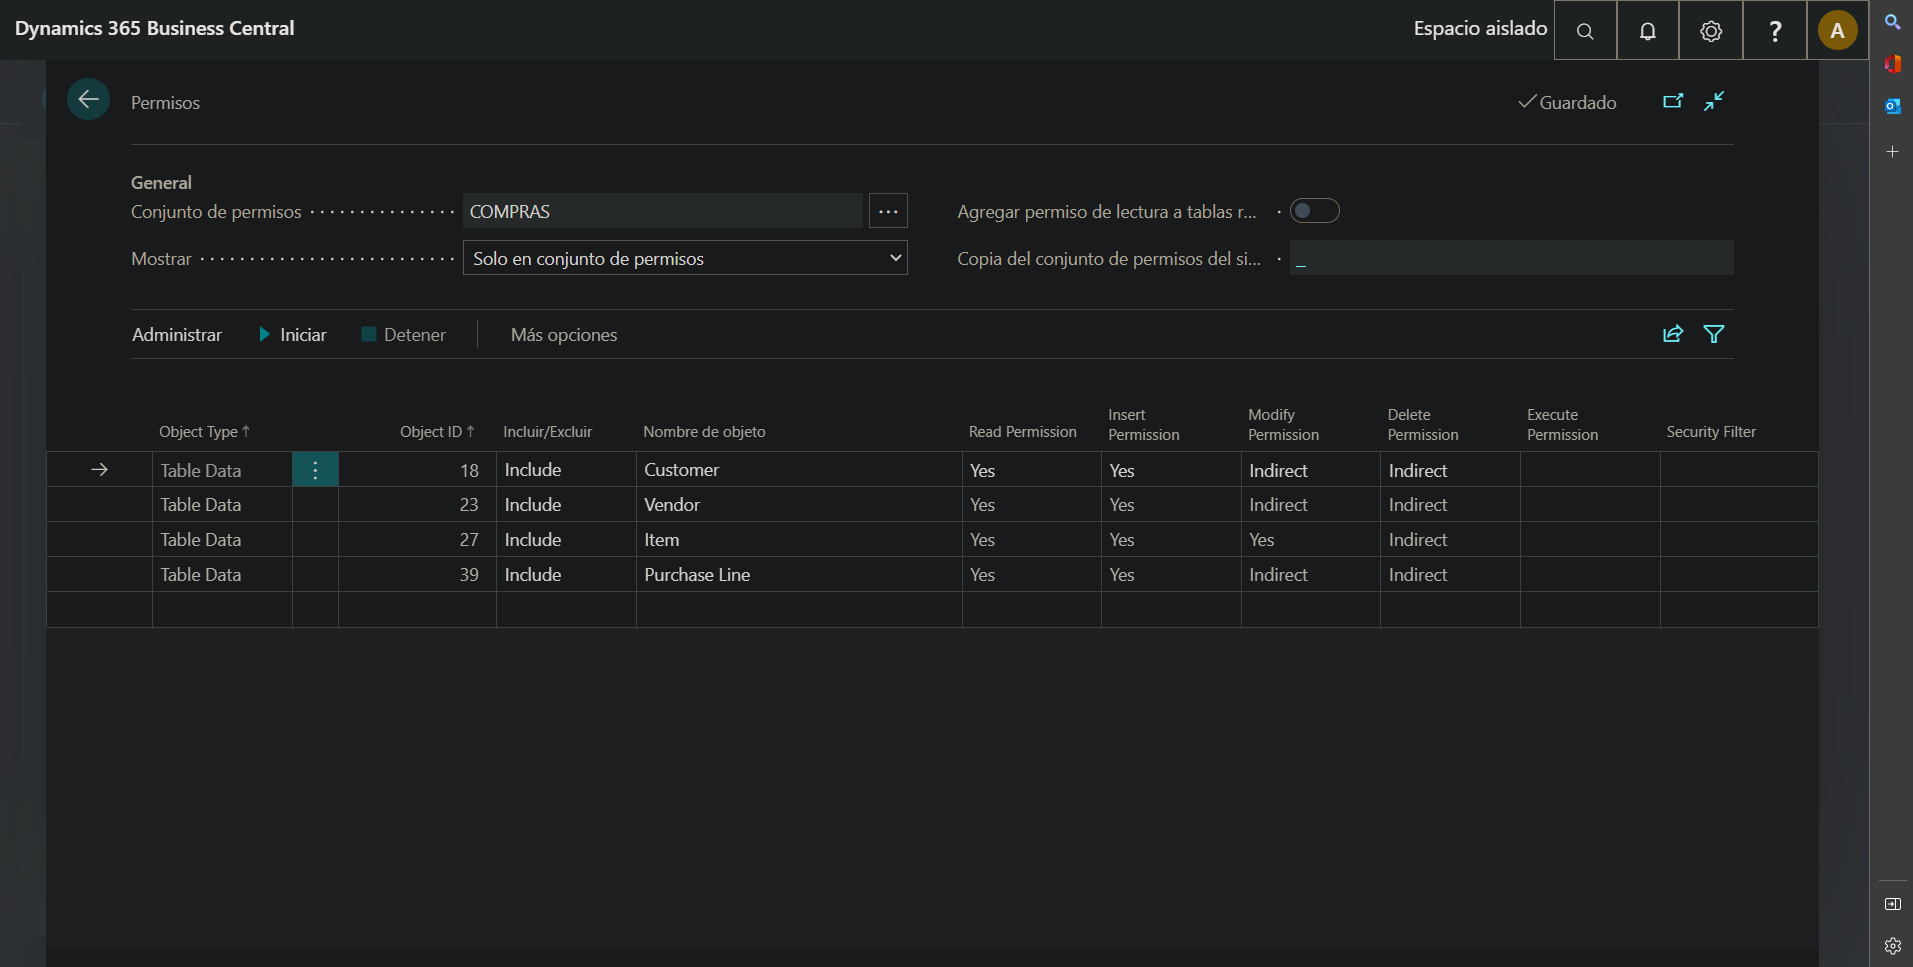 Dynamics 365 Business Central
Espacio aislado
?
A
Permisos
Guardado
General
Conjunto de permisos
COMPRAS
Agregar permiso de lectura a tablas r...
Mostrar
Solo en conjunto de permisos
Copia del conjunto de permisos del si...
_
Administrar Iniciar Detener Más opciones
Object Type ↑ Object ID ↑ Incluir/Excluir Nombre de objeto Read Permission Insert Permission Modify Permission Delete Permission Execute Permission Security Filter
Table Data 18 Include Customer Yes Yes Indirect Indirect
Table Data 23 Include Vendor Yes Yes Indirect Indirect
Table Data 27 Include Item Yes Yes Yes Indirect
Table Data 39 Include Purchase Line Yes Yes Indirect Indirect